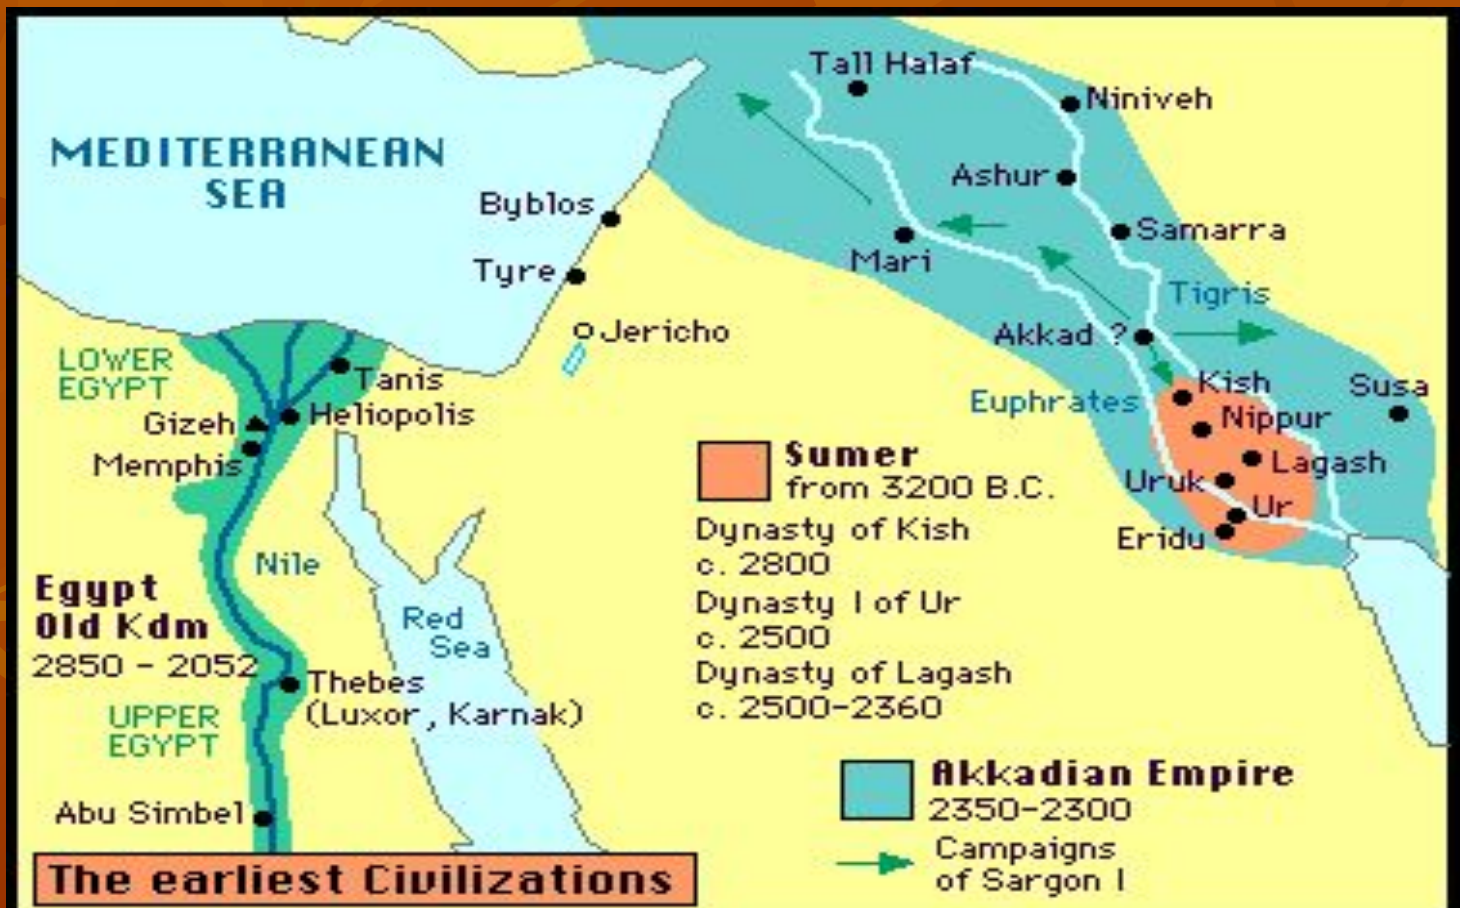 Tall Halaf
Niniveh
MEDITERRANEAN
SEA
Ashur
Byblos
Samarra
Mari
Tyre
Tigris
Jericho
Akkad ?
LOWER
EGYPT
Tanis
Kish
Susa
Euphrates
Nippur
Gizeh
Heliopolis
Memphis
Lagash
Uruk
Ur
Eridu
Sumer
from 3200 B.C.
Dynasty of Kish
c. 2800
Dynasty I of Ur
c. 2500
Dynasty of Lagash
c. 2500-2360
Nile
Egypt
Old Kdm
2850 - 2052
Red
Sea
Thebes
(Luxor, Karnak)
UPPER
EGYPT
Abu Simbel
Akkadian Empire
2350-2300
Campaigns
of Sargon I
The earliest Civilizations